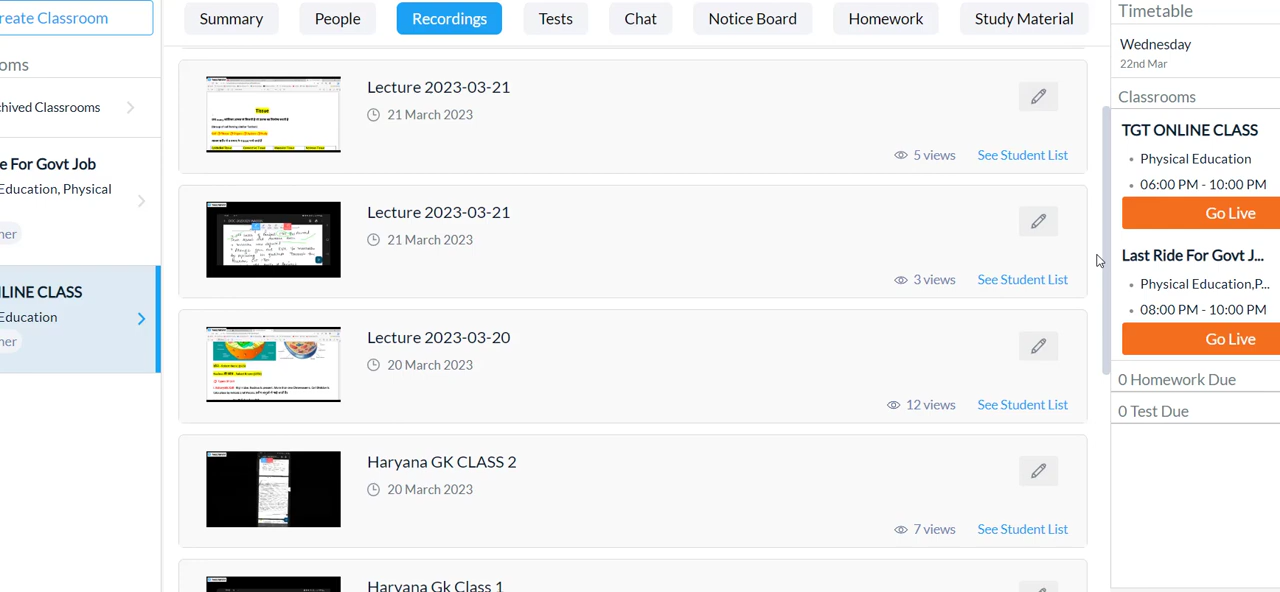 reate Classroom
oms
hived Classrooms
e For Govt Job
Education, Physical
ner
LINE CLASS
Education
ner
Summary
People
Recordings
Tests
Chat
Notice Board
Homework
Study Material
Tissue
Lecture 2023-03-21
21 March 2023
5 views
See Student List
Lecture 2023-03-21
21 March 2023
3 views
See Student List
Lecture 2023-03-20
20 March 2023
12 views
See Student List
Haryana GK CLASS 2
20 March 2023
7 views
See Student List
Haryana Gk Class 1
Timetable
Wednesday
22nd Mar
Classrooms
TGT ONLINE CLASS
Physical Education
06:00 PM - 10:00 PM
Go Live
Last Ride For Govt J...
Physical Education,P...
08:00 PM - 10:00 PM
Go Live
0 Homework Due
0 Test Due